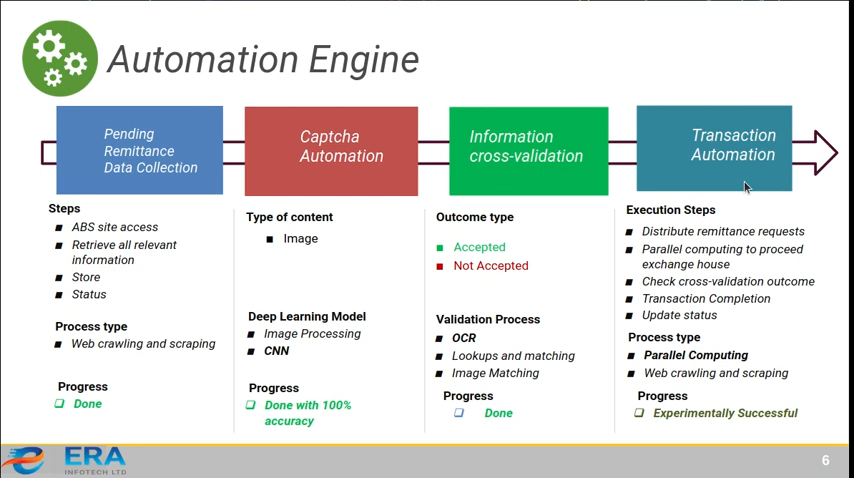 Automation Engine
Pending
Remittance
Data Collection
Captcha
Automation
Information
cross-validation
Transaction
Automation
Steps
ABS site access
Retrieve all relevant
information
Store
Status
Process type
Web crawling and scraping
Progress
Done
Type of content
Image
Deep Learning Model
Image Processing
CNN
Progress
Done with 100%
accuracy
Outcome type
Accepted
Not Accepted
Validation Process
OCR
Lookups and matching
Image Matching
Progress
Done
Execution Steps
Distribute remittance requests
Parallel computing to proceed
exchange house
Check cross-validation outcome
Transaction Completion
Update status
Process type
Parallel Computing
Web crawling and scraping
Progress
Experimentally Successful
ERA
INFOTECH LTD
6